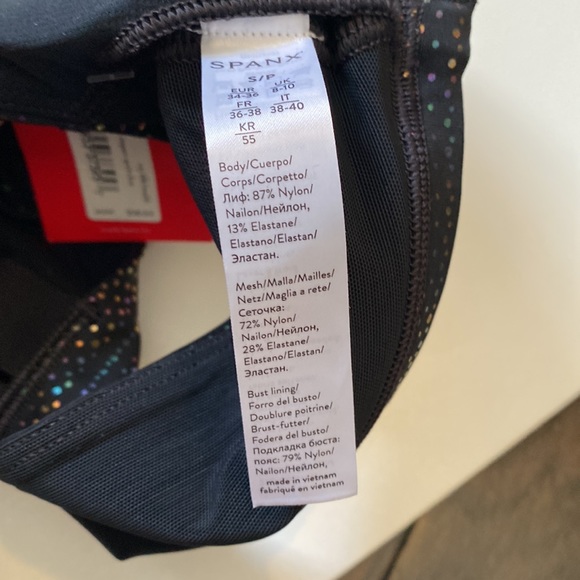 SPANX
S/P
EUR UK
34-36 8-10
FR IT
36-38 38-40
KR
55
Body/Cuerpo/
Corps/Corpetto/
Лиф: 87% Nylon/
Nailon/Нейлон,
13% Elastane/
Elastano/Elastan/
Эластан.
Mesh/Malla/Mailles/
Netz/Maglia a rete/
Сеточка:
72% Nylon/
Nailon/Нейлон,
28% Elastane/
Elastano/Elastan/
Эластан.
Bust lining/
Forro del busto/
Doublure poitrine/
Brust-futter/
Fodera del busto/
Подкладка бюста:
пояс: 79% Nylon/
Nailon/Нейлон,
made in vietnam
fabriqué en vietnam